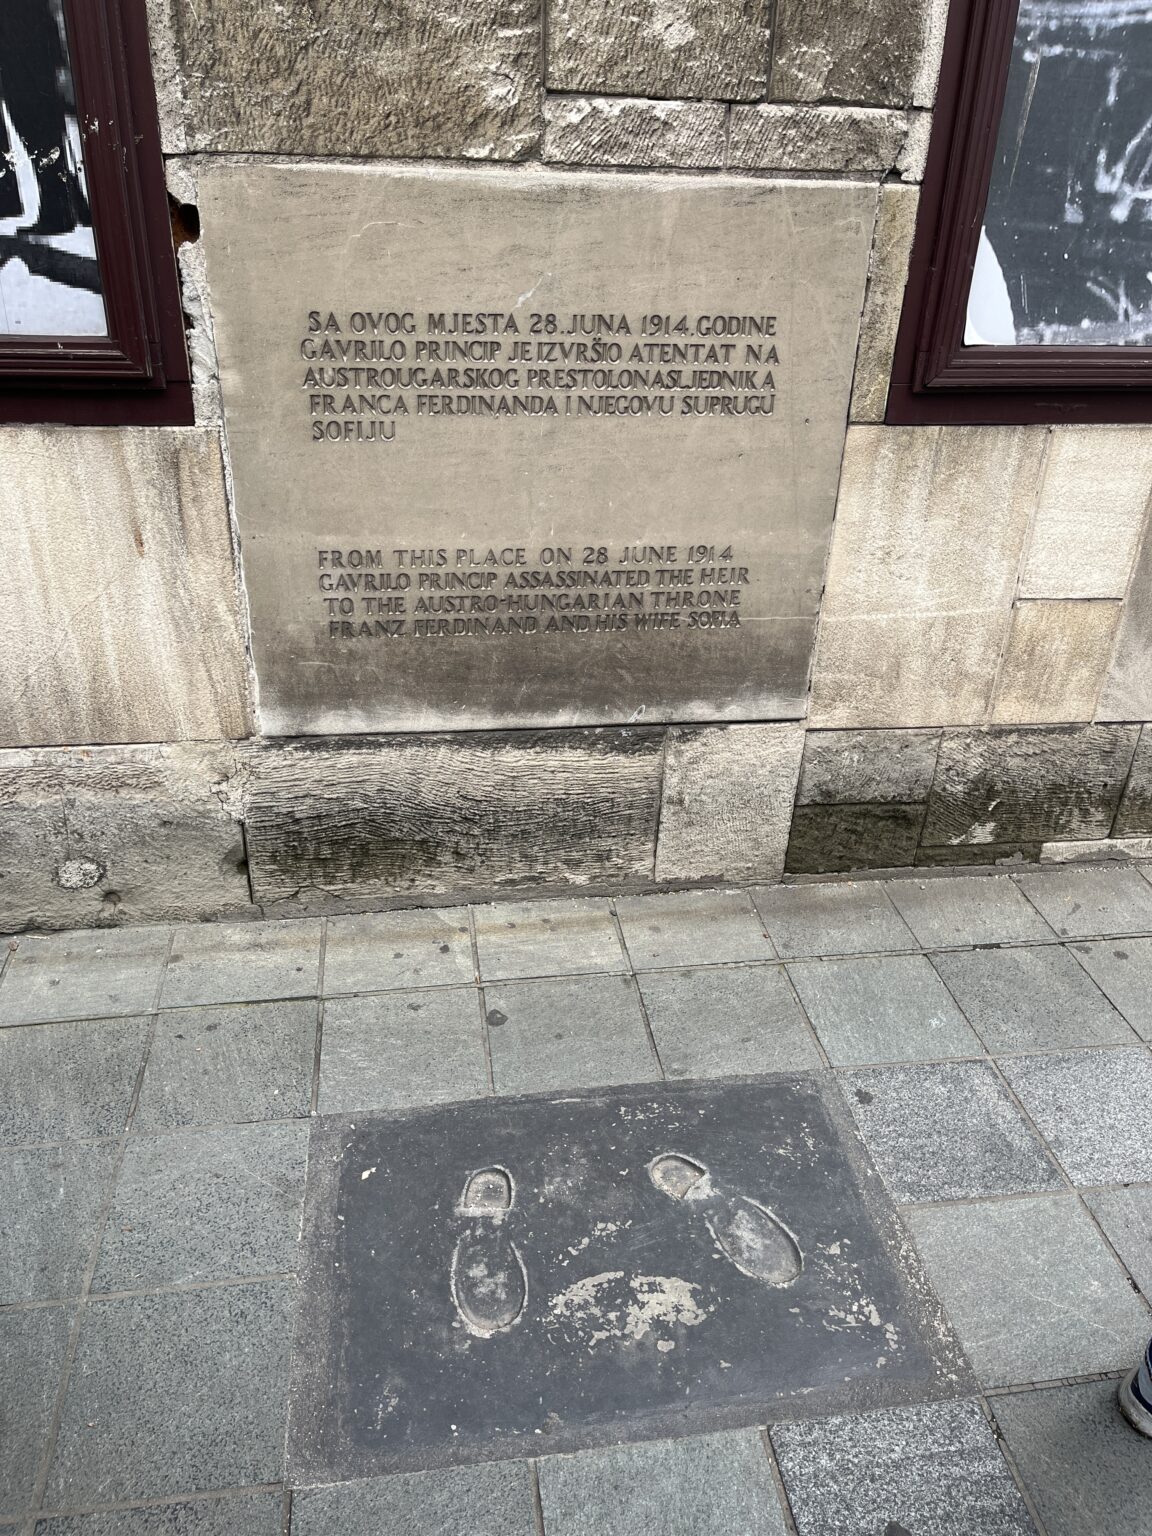 SA OVOG MJESTA 28.JUNA 1914.GODINE
GAVRILO PRINCIP JE IZVRŠIO ATENTAT NA
AUSTROUGARSKOG PRESTOLONASLJEDNIKA
FRANCA FERDINANDA I NJEGOVU SUPRUGU
SOFIJU
FROM THIS PLACE ON 28 JUNE 1914
GAVRILO PRINCIP ASSASSINATED THE HEIR
TO THE AUSTRO-HUNGARIAN THRONE
FRANZ FERDINAND AND HIS WIFE SOFIA